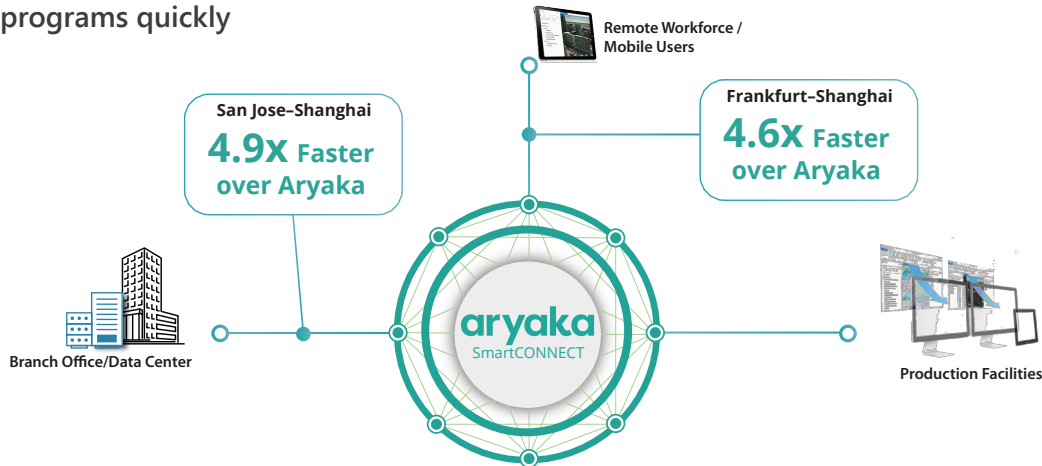 programs quickly
Remote Workforce /
Mobile Users
San Jose–Shanghai
4.9x Faster
over Aryaka
Frankfurt–Shanghai
4.6x Faster
over Aryaka
aryaka
SmartCONNECT
Branch Office/Data Center
Production Facilities